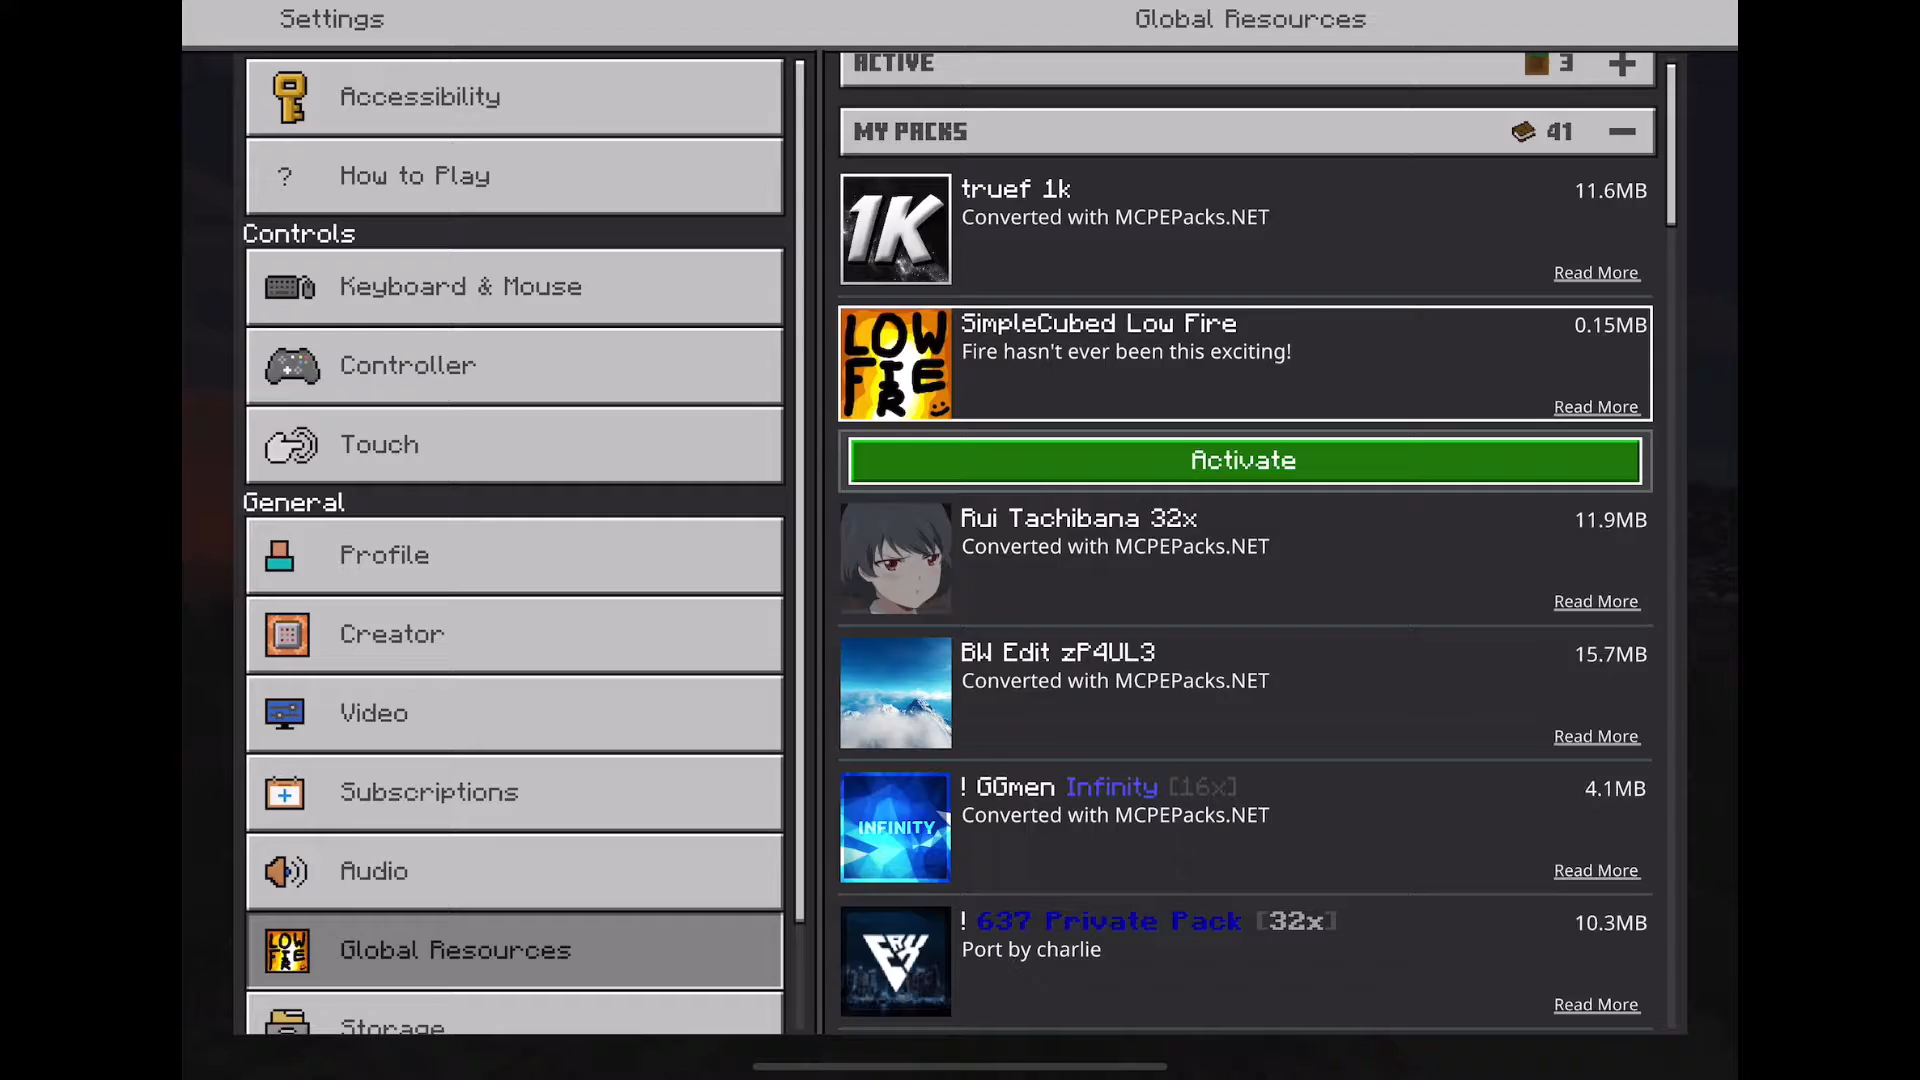 Settings
Global Resources
Accessibility
? How to Play
Controls
Keyboard & Mouse
Controller
Touch
General
Profile
Creator
Video
Subscriptions
Audio
LOW FIRE
Global Resources
Storage
ACTIVE 3
MY PACKS 41
1K
truef 1k 11.6MB
Converted with MCPEPacks.NET
Read More
LOW
FIRE
SimpleCubed Low Fire 0.15MB
Fire hasn't ever been this exciting!
Read More
Activate
Rui Tachibana 32x 11.9MB
Converted with MCPEPacks.NET
Read More
BW Edit zP4UL3 15.7MB
Converted with MCPEPacks.NET
Read More
INFINITY
! GGmen Infinity [16x] 4.1MB
Converted with MCPEPacks.NET
Read More
! 637 Private Pack [32x] 10.3MB
Port by charlie
Read More